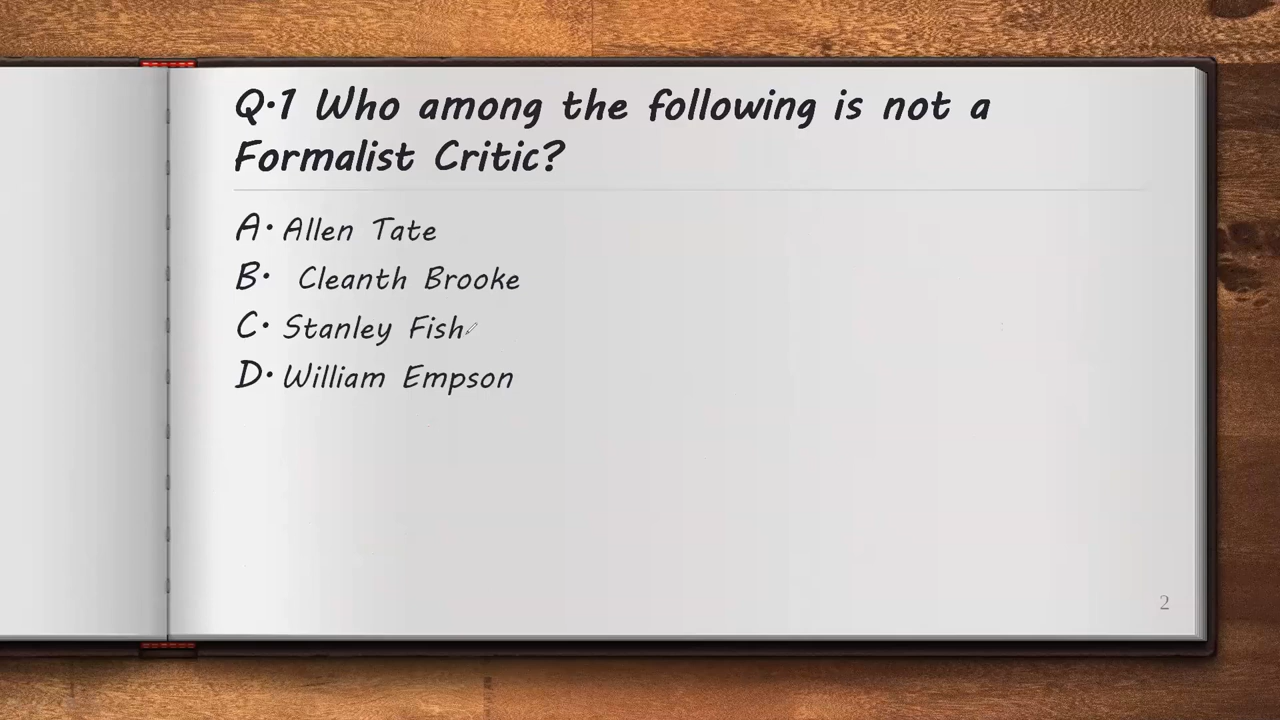 Q.1 Who among the following is not a
Formalist Critic?
A. Allen Tate
B. Cleanth Brooke
C. Stanley Fish
D. William Empson
2